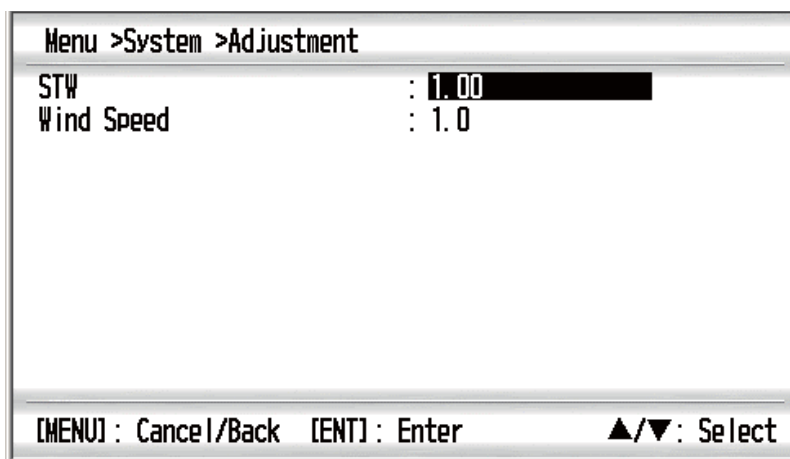 Menu >System >Adjustment
STW : 1.00
Wind Speed : 1.0
[MENU] : Cancel/Back [ENT] : Enter ▲/▼: Select